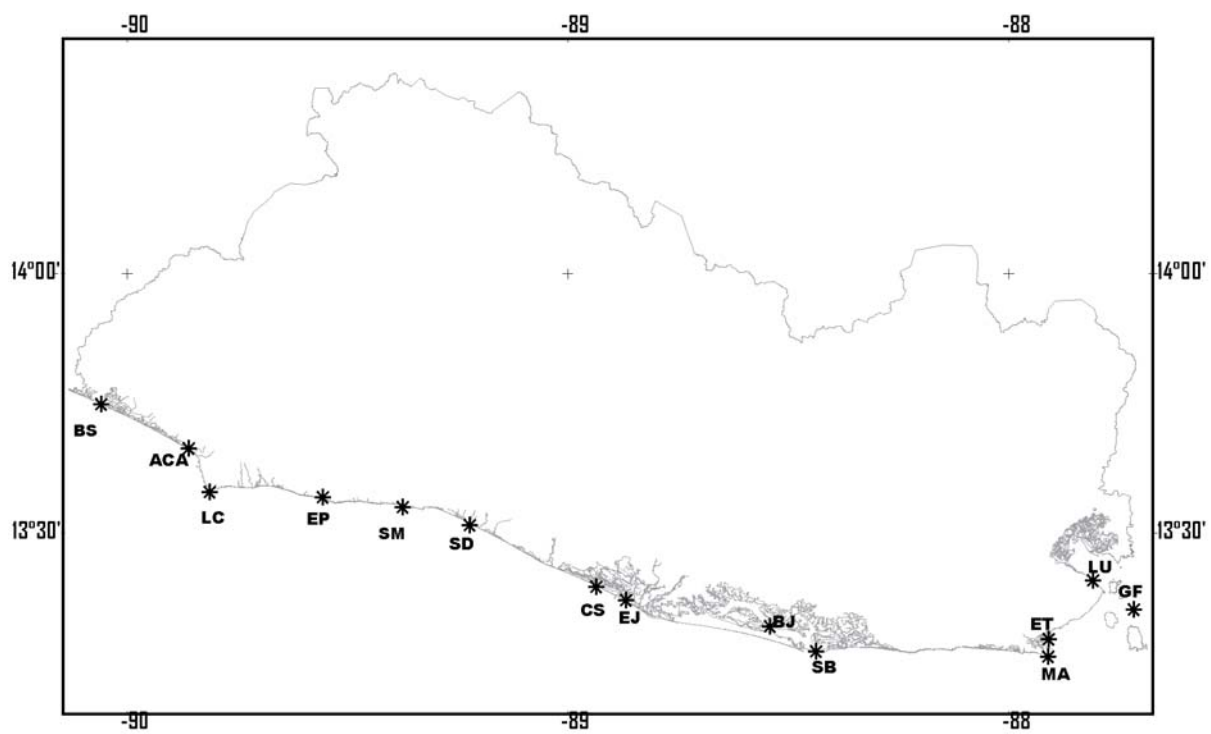 -90 -89 -88
14°00' 14°00'
BS
ACA
LC EP
SM SD
13°30' 13°30'
LU
CS GF
EJ BJ ET
SB MA
-90 -89 -88